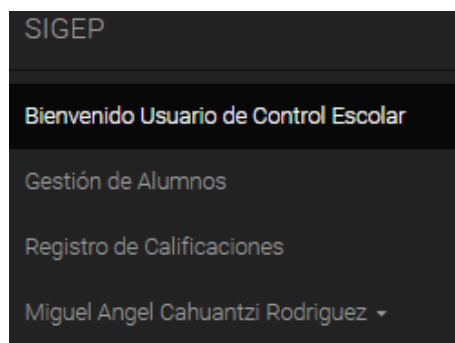 SIGEP
Bienvenido Usuario de Control Escolar
Gestión de Alumnos
Registro de Calificaciones
Miguel Angel Cahuantzi Rodriguez